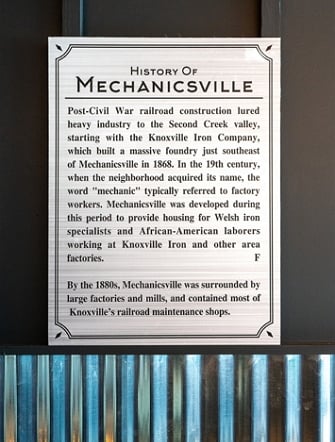 History Of
Mechanicsville
Post-Civil War railroad construction lured
heavy industry to the Second Creek valley,
starting with the Knoxville Iron Company,
which built a massive foundry just southeast
of Mechanicsville in 1868. In the 19th century,
when the neighborhood acquired its name, the
word "mechanic" typically referred to factory
workers. Mechanicsville was developed during
this period to provide housing for Welsh iron
specialists and African-American laborers
working at Knoxville Iron and other area
factories. F
By the 1880s, Mechanicsville was surrounded by
large factories and mills, and contained most of
Knoxville's railroad maintenance shops.